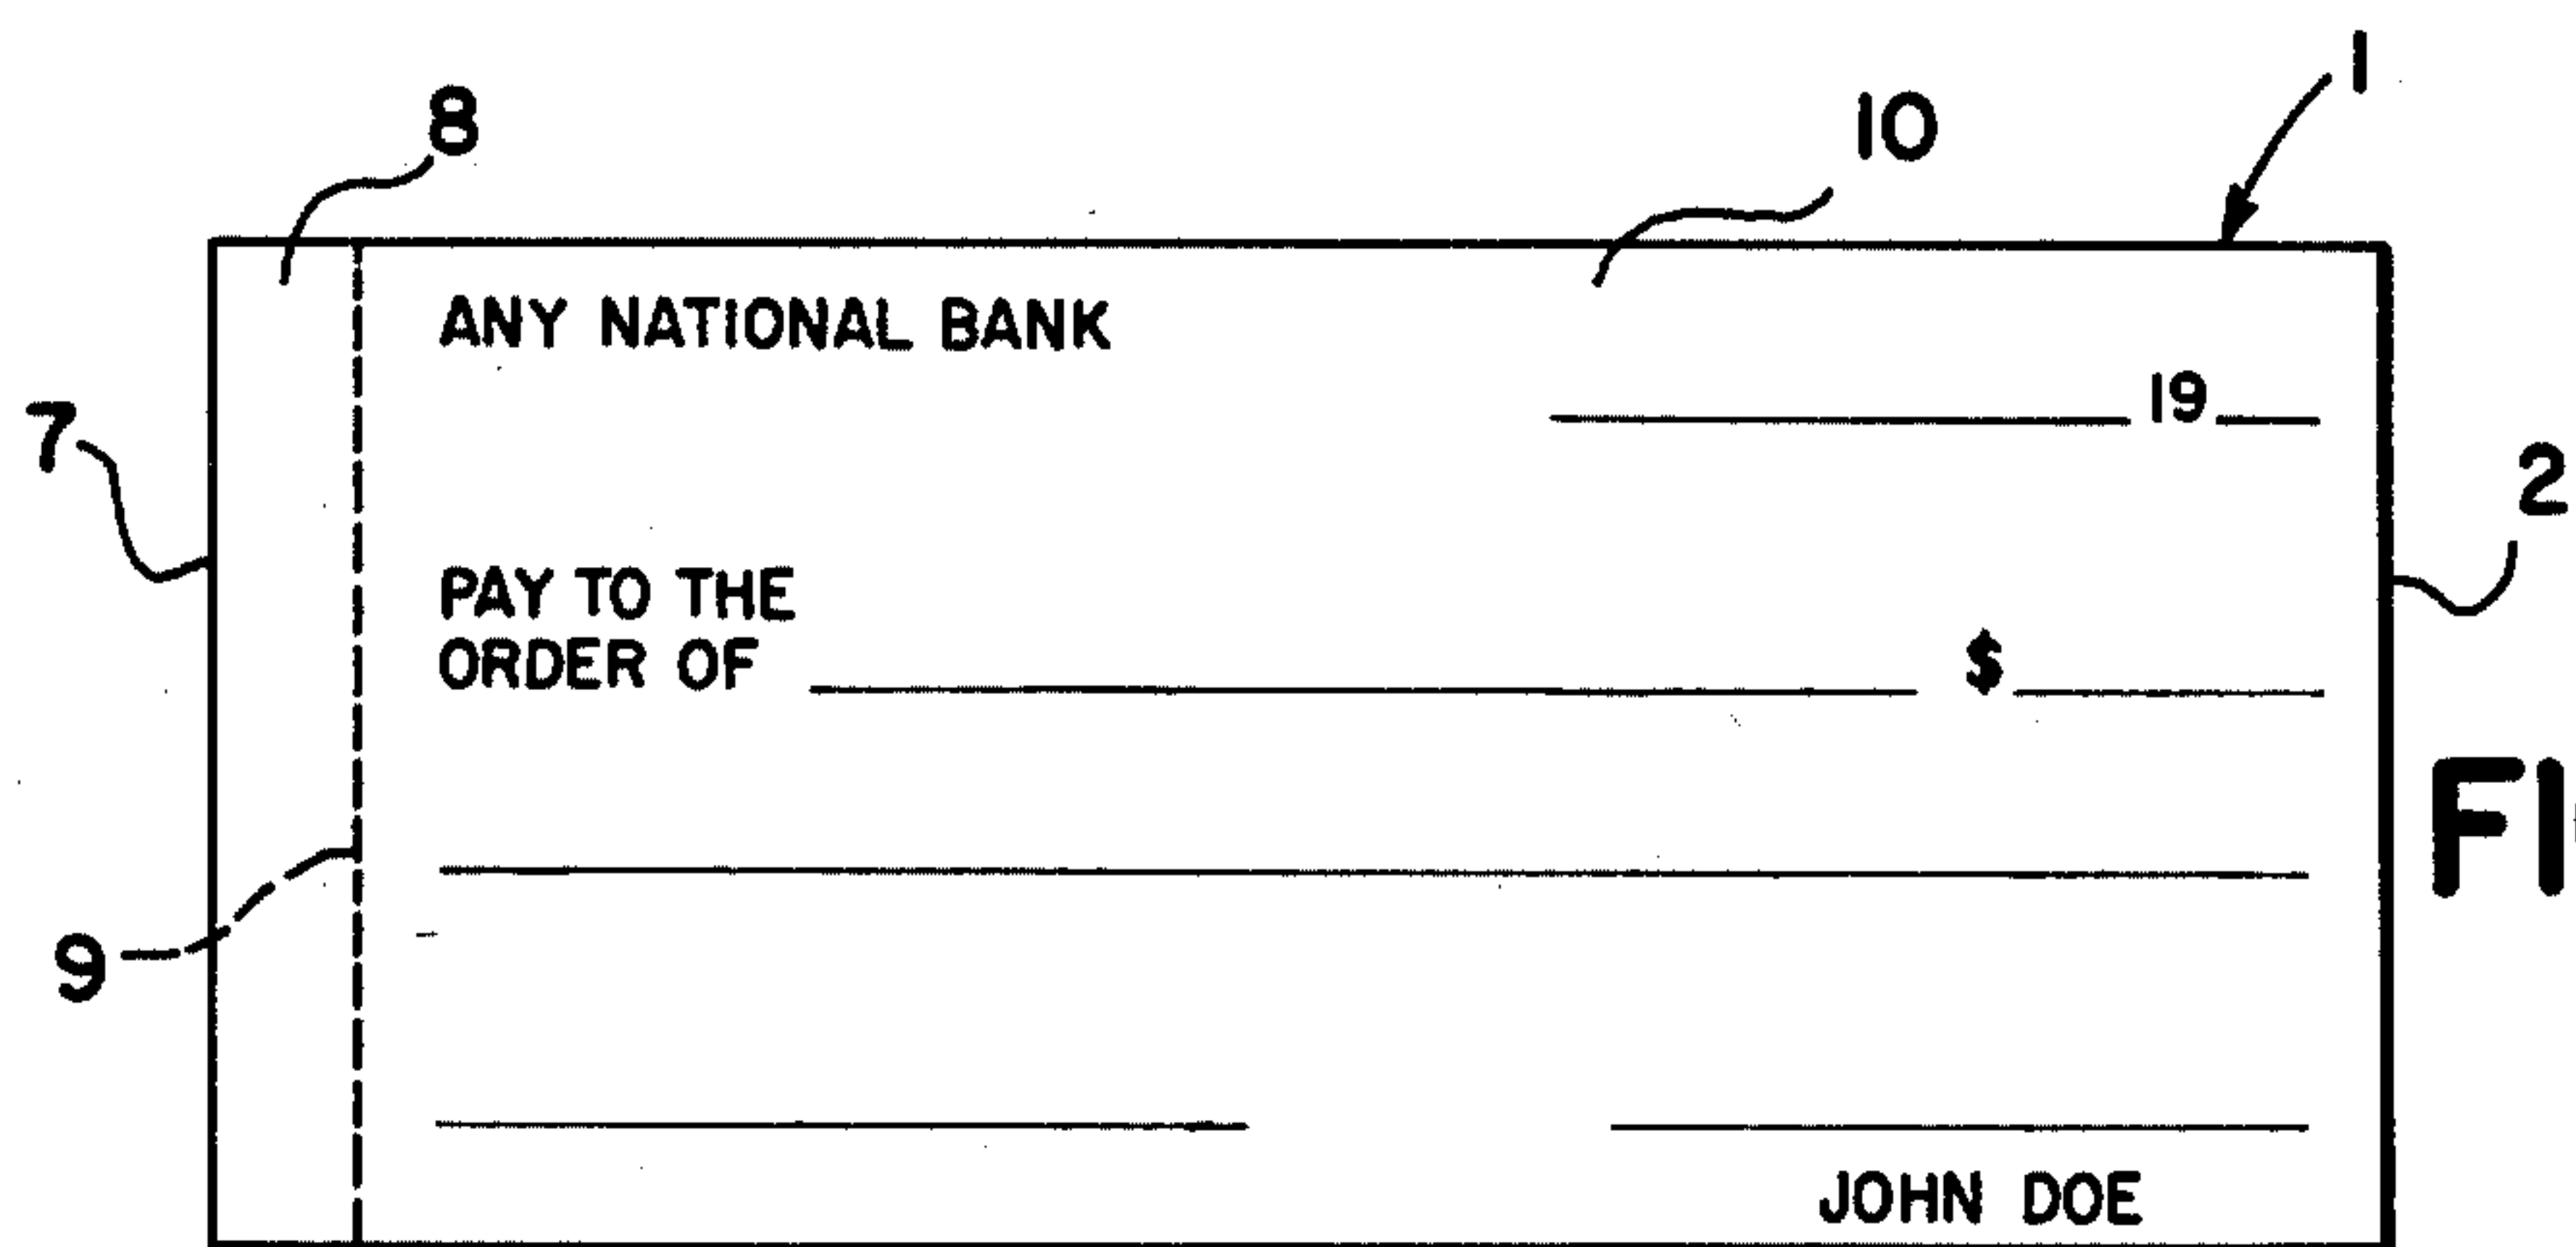 1
8
10
ANY NATIONAL BANK
19
7
2
PAY TO THE
ORDER OF $
9
JOHN DOE